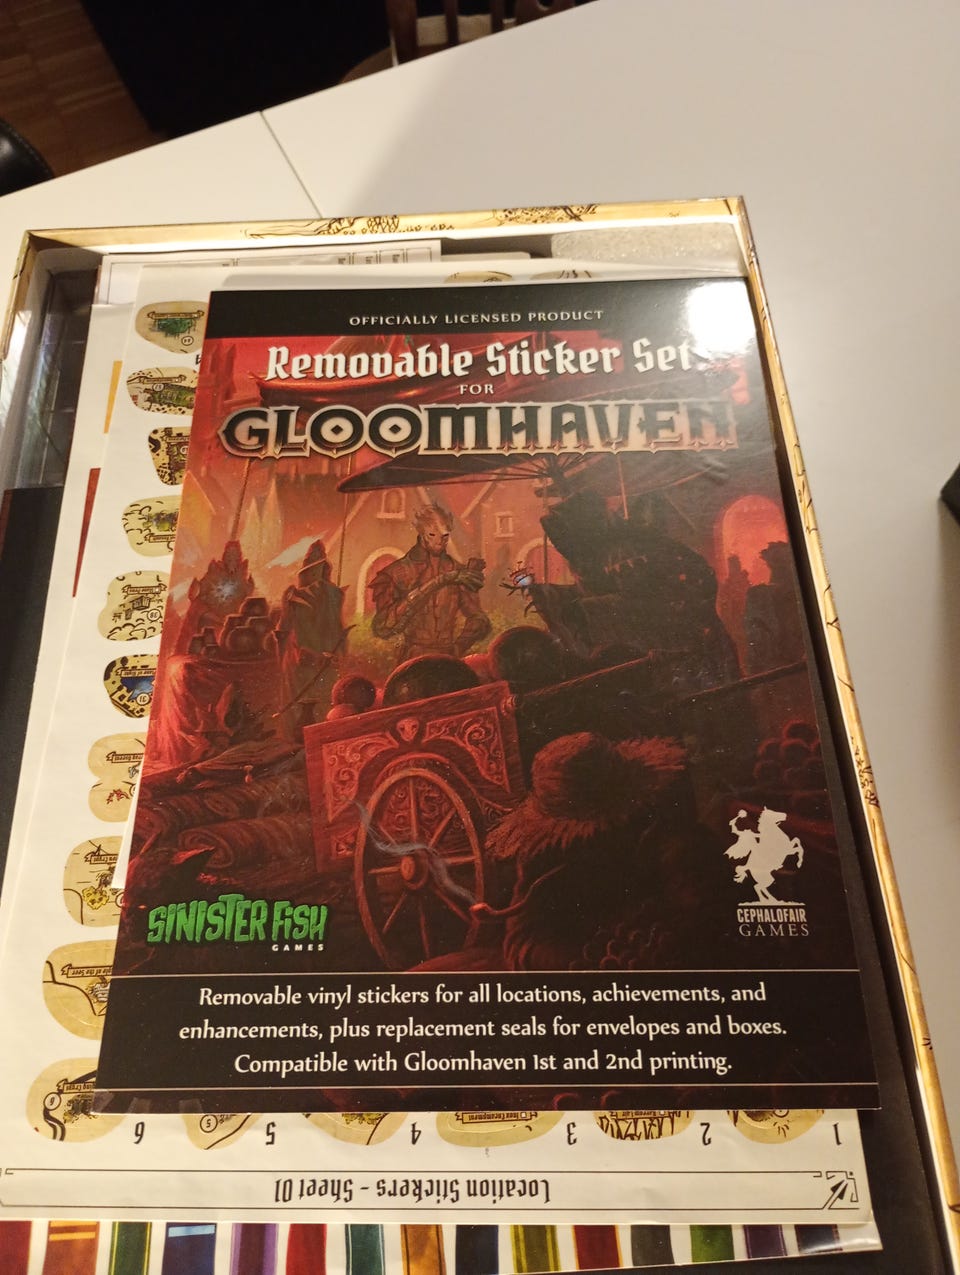 OFFICIALLY LICENSED PRODUCT
Removable Sticker Set
FOR
GLOOMHAVEN
SINISTER FISH
GAMES
CEPHALOFAIR
GAMES
Removable vinyl stickers for all locations, achievements, and
enhancements, plus replacement seals for envelopes and boxes.
Compatible with Gloomhaven 1st and 2nd printing.
6 5 4 3 2 1
Location Stickers - Sheet 01